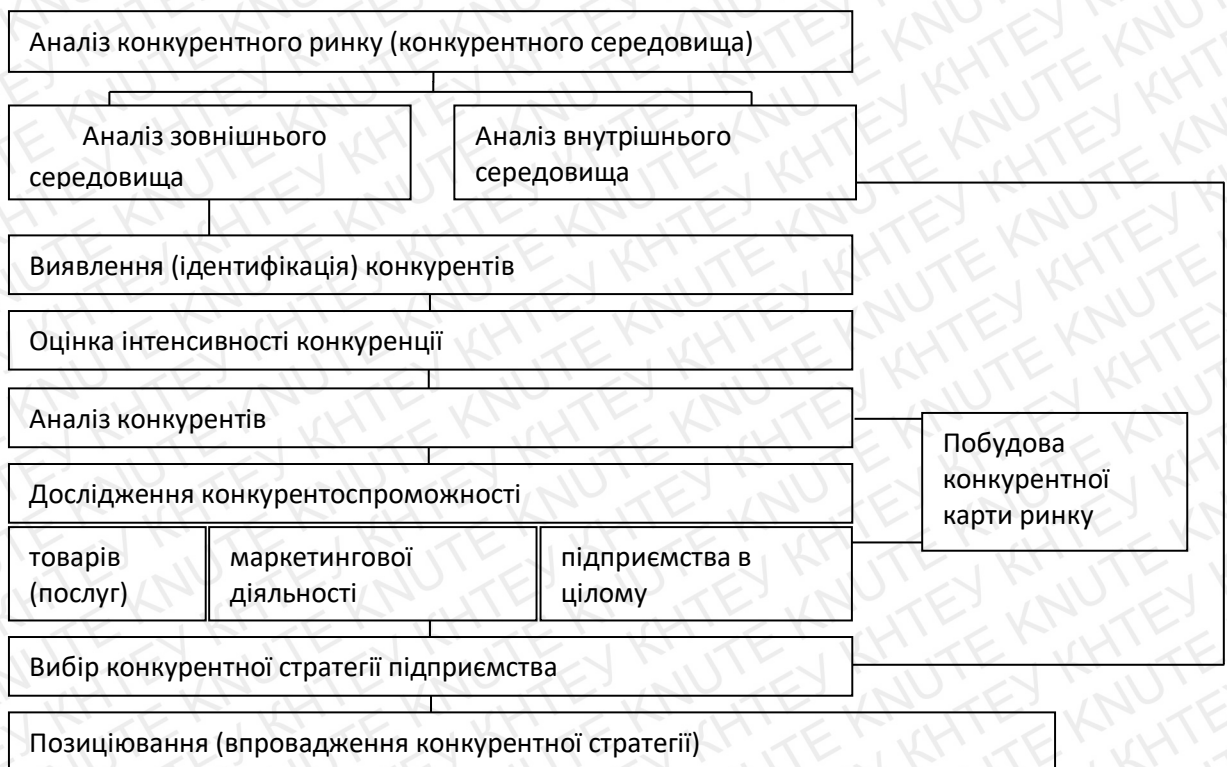 Аналіз конкурентного ринку (конкурентного середовища)
Аналіз зовнішнього
середовища
Аналіз внутрішнього
середовища
Виявлення (ідентифікація) конкурентів
Оцінка інтенсивності конкуренції
Аналіз конкурентів
Побудова
конкурентної
карти ринку
Дослідження конкурентоспроможності
товарів
(послуг)
маркетингової
діяльності
підприємства в
цілому
Вибір конкурентної стратегії підприємства
Позиціювання (впровадження конкурентної стратегії)